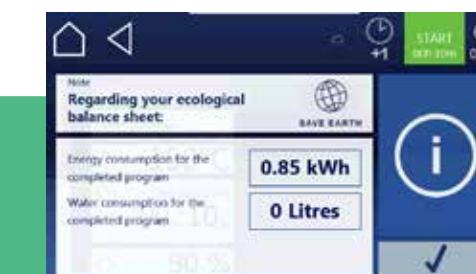 +1
START
Note
Regarding your ecological
balance sheet:
SAVE EARTH
Energy consumption for the
completed program
0.85 kWh
Water consumption for the
completed program
0 Litres
90 %